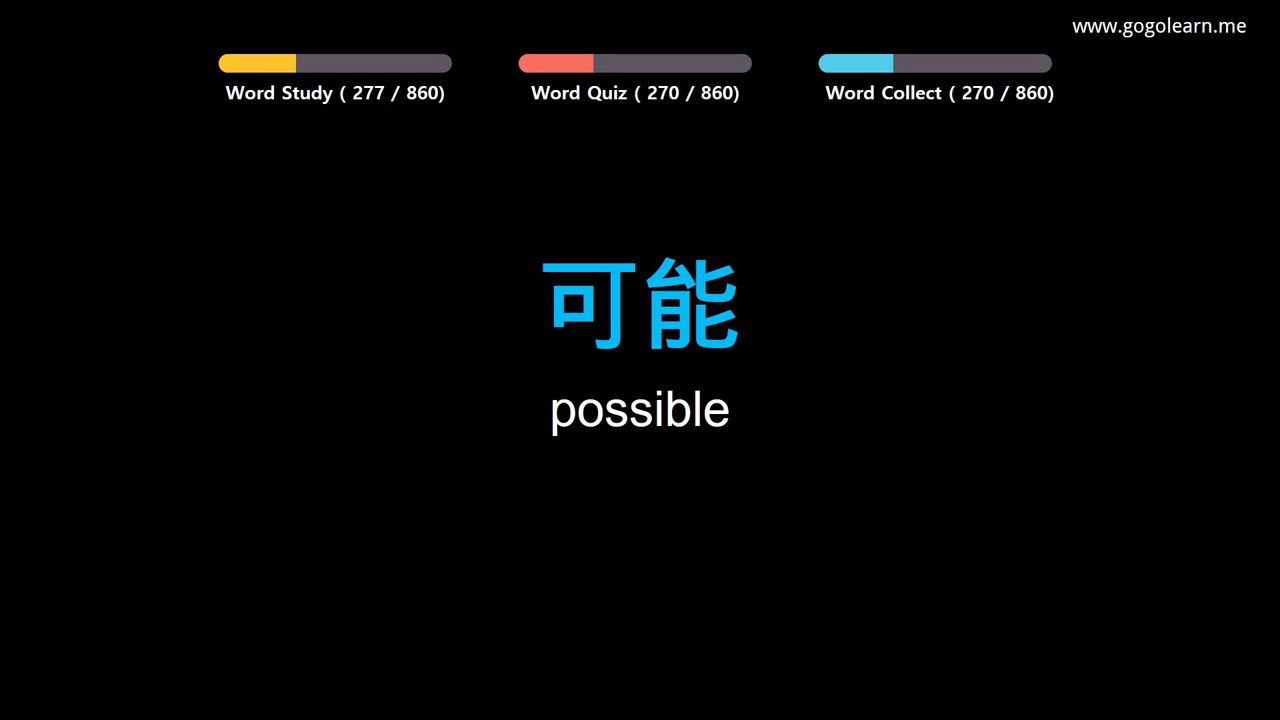 www.gogolearn.me
Word Study ( 277 / 860)
Word Quiz ( 270 / 860)
Word Collect ( 270 / 860)
可能
possible